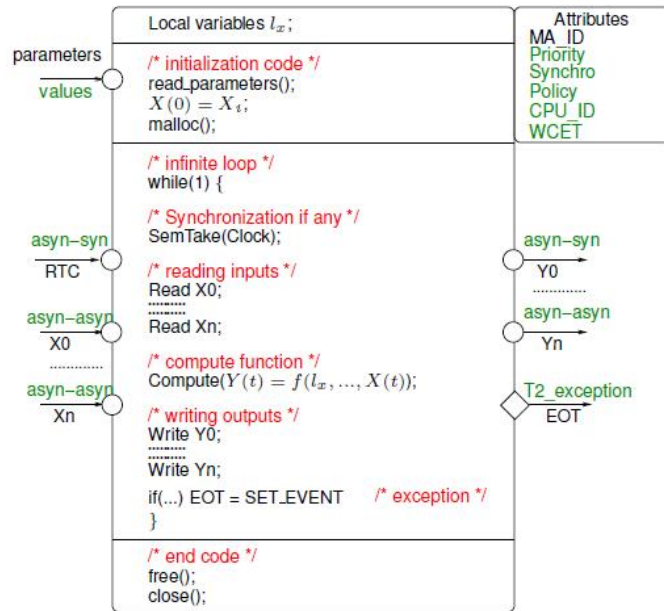 Local variables lx;
Attributes
MA_ID
Priority
Synchro
Policy
CPU_ID
WCET
parameters
values
/* initialization code */
read_parameters();
X(0) = Xt;
malloc();
/* infinite loop */
while(1) {
/* Synchronization if any */
SemTake(Clock);
asyn-syn
RTC
asyn-syn
Y0
.............
/* reading inputs */
Read X0;
..........
Read Xn;
asyn-asyn
X0
.............
asyn-asyn
Yn
/* compute function */
Compute(Y(t) = f(lx, ..., X(t));
asyn-asyn
Xn
T2_exception
EOT
/* writing outputs */
Write Y0;
..........
Write Yn;
if(...) EOT = SET_EVENT /* exception */
}
/* end code */
free();
close();